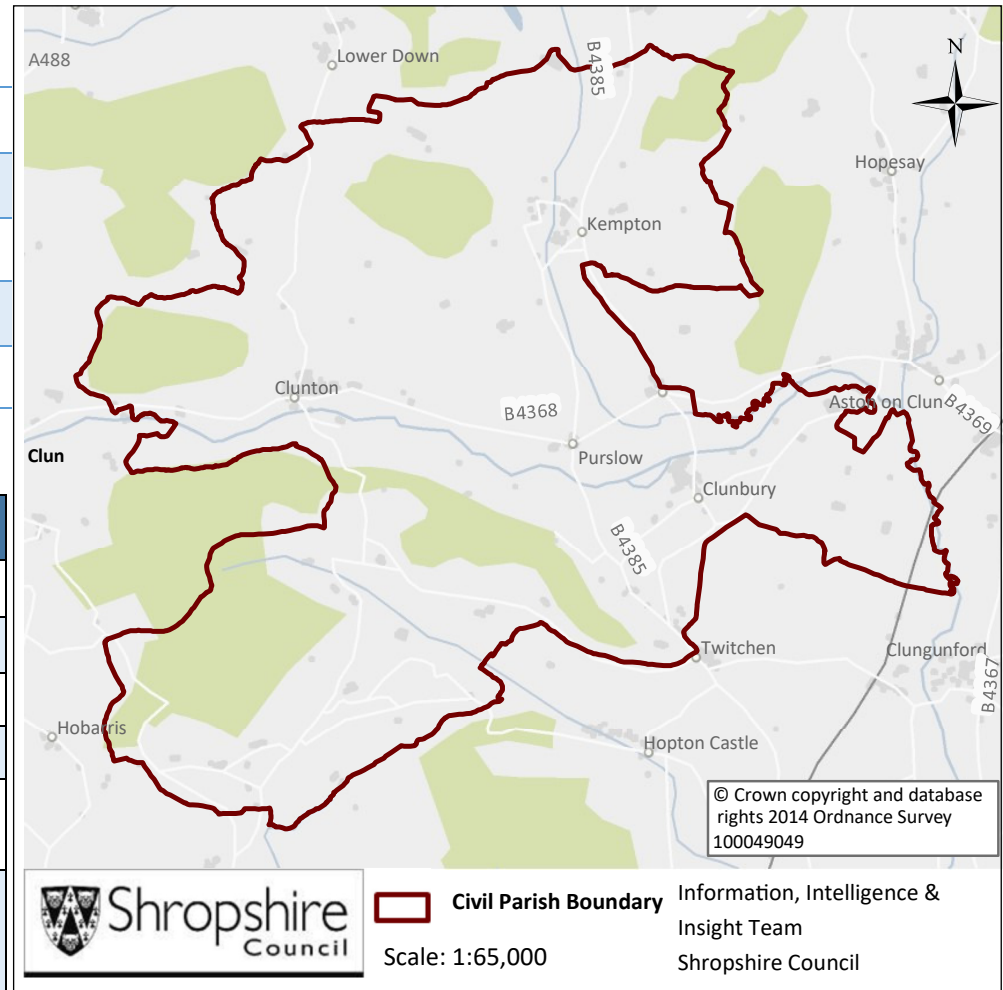 A488
Lower Down
B4385
N
Hopesay
Kempton
Clunton
B4368
Aston on Clun
B4369
Clun
Purslow
Clunbury
B4385
Twitchen
Clungunford
B4367
Hobarris
Hopton Castle
© Crown copyright and database
rights 2014 Ordnance Survey
100049049
Shropshire
Council
Civil Parish Boundary
Scale: 1:65,000
Information, Intelligence &
Insight Team
Shropshire Council